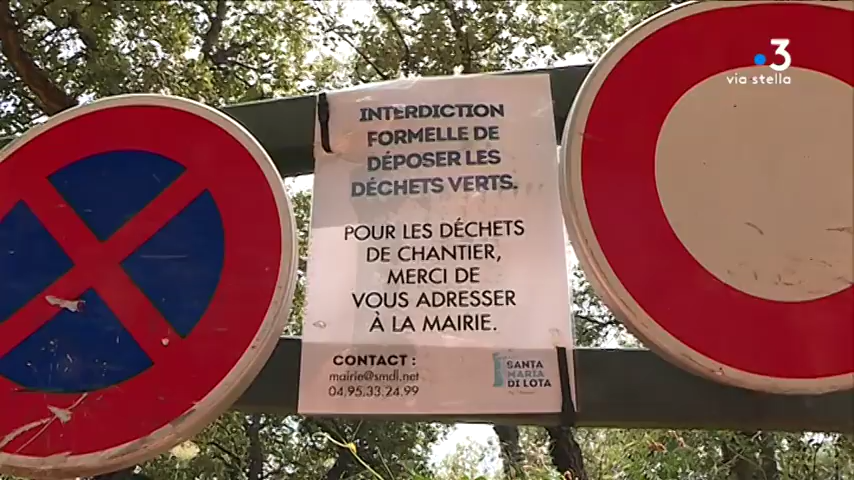 3
via stella
INTERDICTION
FORMELLE DE
DÉPOSER LES
DÉCHETS VERTS.
POUR LES DÉCHETS
DE CHANTIER,
MERCI DE
VOUS ADRESSER
À LA MAIRIE.
CONTACT :
mairie@smdl.net
04.95.33.24.99
SANTA
MARIA
DI LOTA